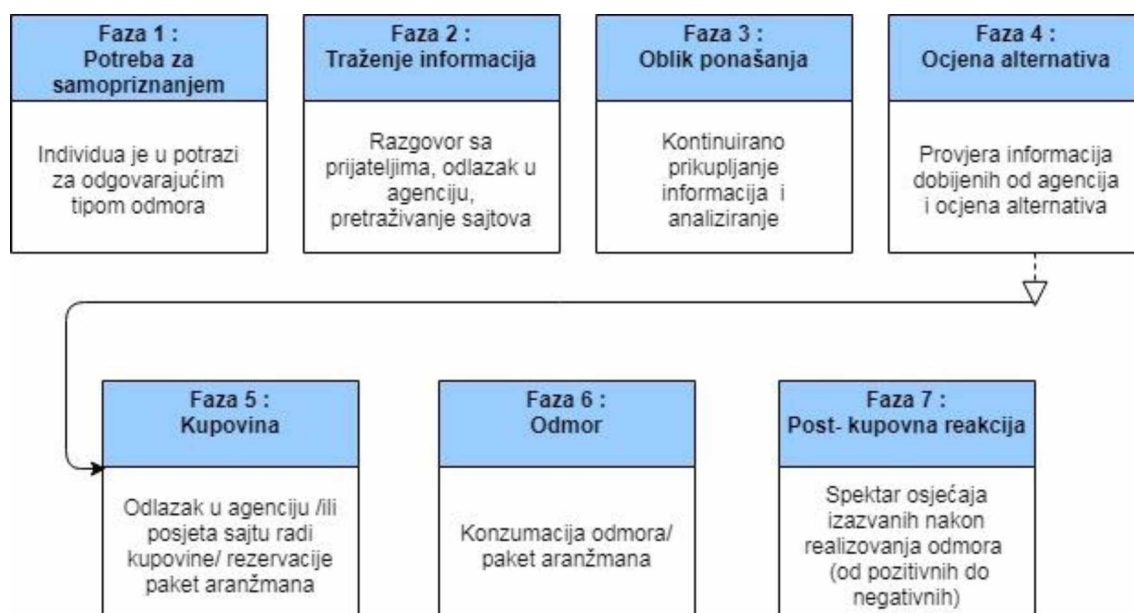 Faza 1 :
Potreba za
samopriznanjem
Individua je u potrazi
za odgovarajućim
tipom odmora
Faza 2 :
Traženje informacija
Razgovor sa
prijateljima, odlazak u
agenciju,
pretraživanje sajtova
Faza 3 :
Oblik ponašanja
Kontinuirano
prikupljanje
informacija i
analiziranje
Faza 4 :
Ocjena alternativa
Provjera informacija
dobijenih od agencija
i ocjena alternativa
Faza 5 :
Kupovina
Odlazak u agenciju /ili
posjeta sajtu radi
kupovine/ rezervacije
paket aranžmana
Faza 6 :
Odmor
Konzumacija odmora/
paket aranžmana
Faza 7 :
Post- kupovna reakcija
Spektar osjećaja
izazvanih nakon
realizovanja odmora
(od pozitivnih do
negativnih)